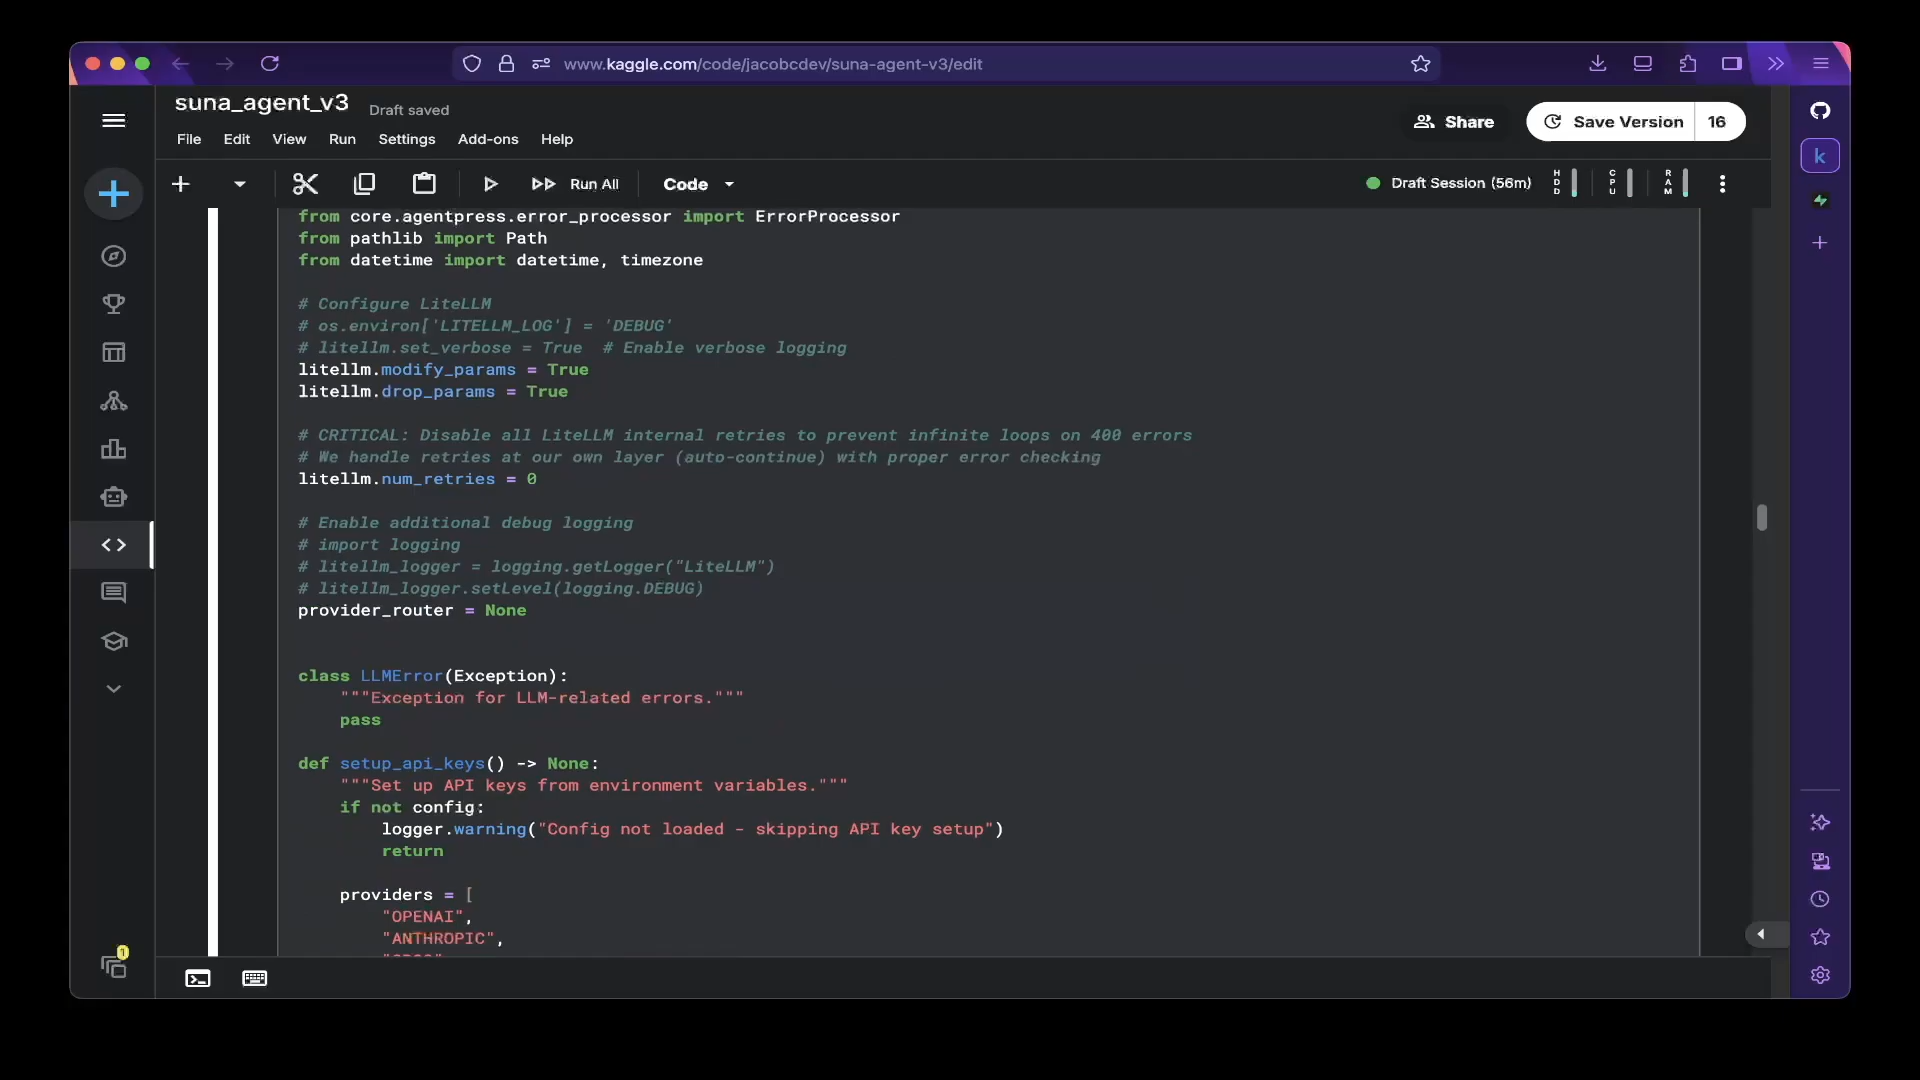 www.kaggle.com/code/jacobcdev/suna-agent-v3/edit
suna_agent_v3 Draft saved
File Edit View Run Settings Add-ons Help
Share
Save Version 16
Run All
Code
Draft Session (56m)
HDD CPU RAM
k
from core.agentpress.error_processor import ErrorProcessor
from pathlib import Path
from datetime import datetime, timezone
# Configure LiteLLM
# os.environ['LITELLM_LOG'] = 'DEBUG'
# litellm.set_verbose = True  # Enable verbose logging
litellm.modify_params = True
litellm.drop_params = True
# CRITICAL: Disable all LiteLLM internal retries to prevent infinite loops on 400 errors
# We handle retries at our own layer (auto-continue) with proper error checking
litellm.num_retries = 0
# Enable additional debug logging
# import logging
# litellm_logger = logging.getLogger("LiteLLM")
# litellm_logger.setLevel(logging.DEBUG)
provider_router = None
class LLMError(Exception):
    """Exception for LLM-related errors."""
    pass
def setup_api_keys() -> None:
    """Set up API keys from environment variables."""
    if not config:
        logger.warning("Config not loaded - skipping API key setup")
        return
    providers = [
        "OPENAI",
        "ANTHROPIC",
1